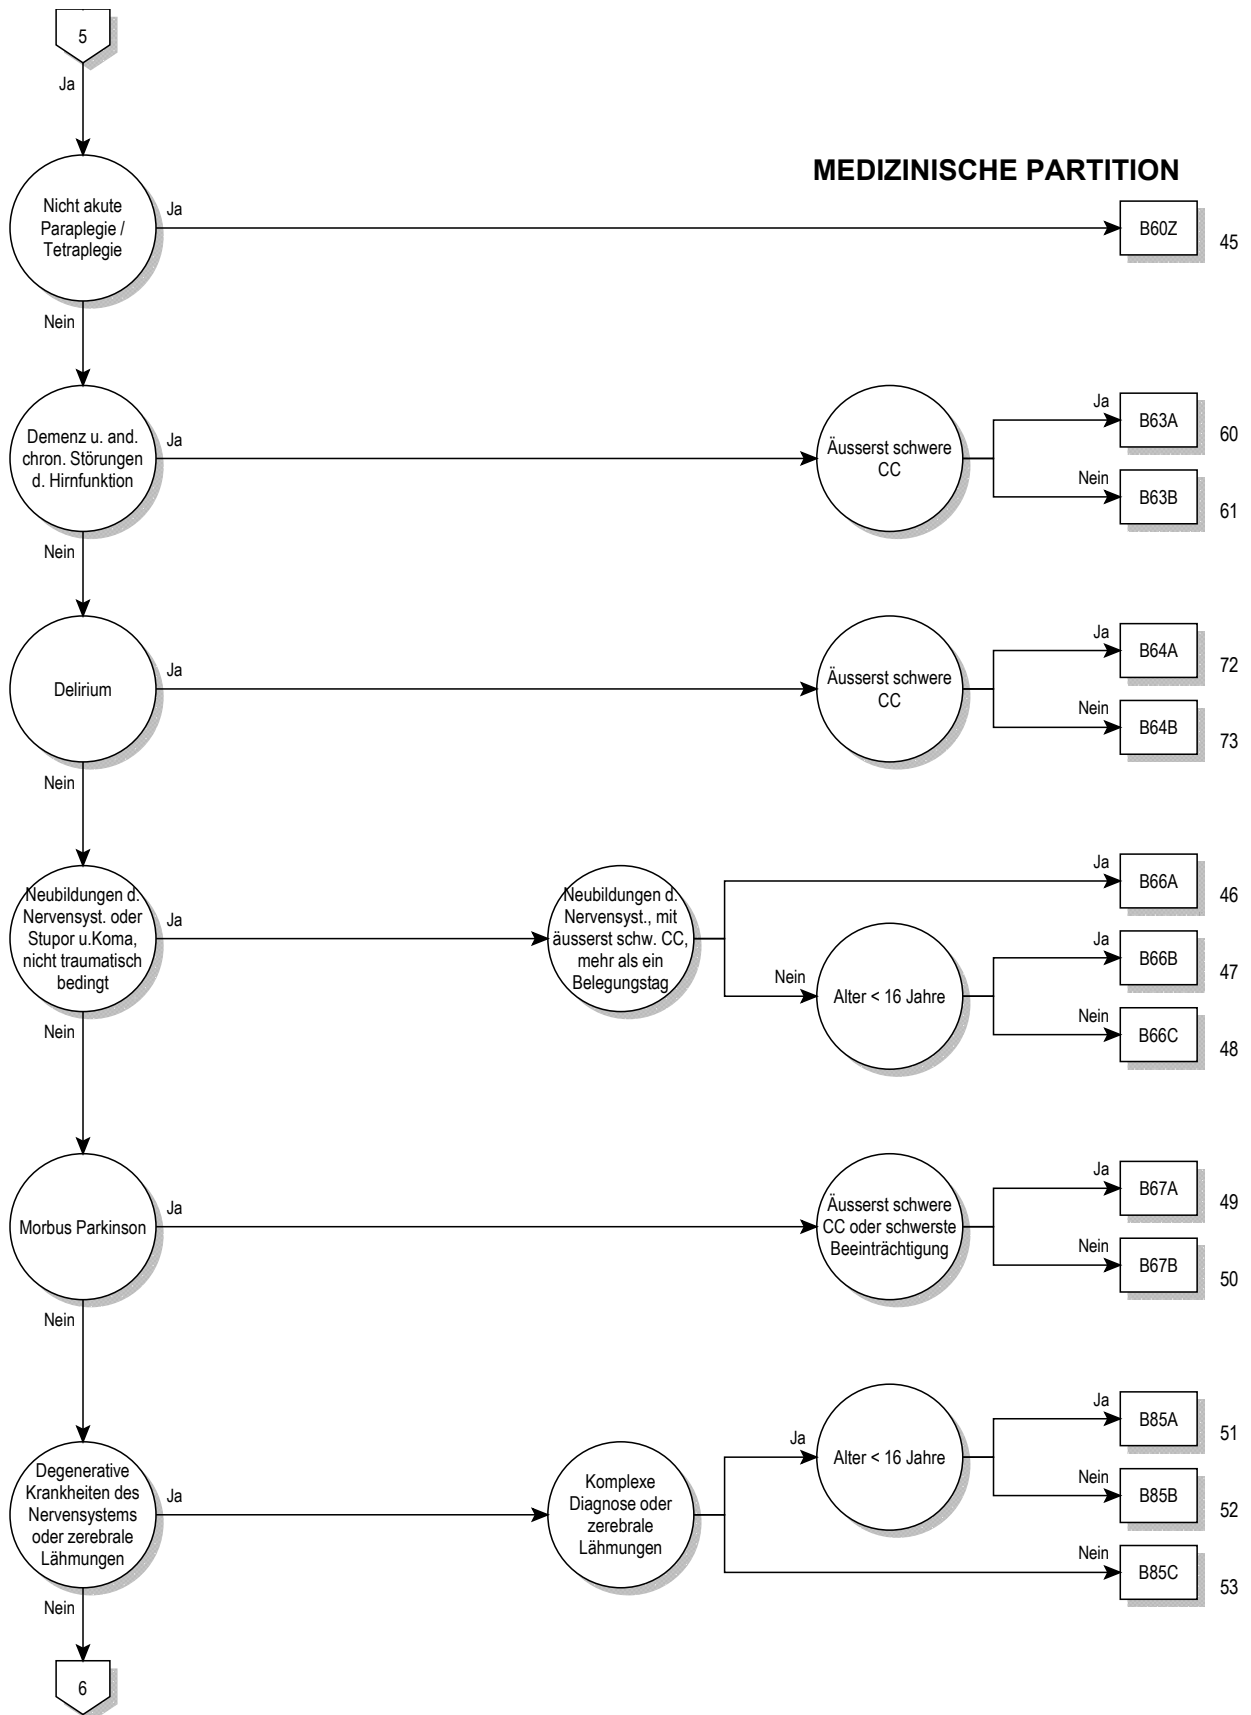 5
Ja
MEDIZINISCHE PARTITION
Nicht akute
Paraplegie /
Tetraplegie
Ja
B60Z
45
Nein
Demenz u. and.
chron. Störungen
d. Hirnfunktion
Ja
Äusserst schwere
CC
Ja
B63A
60
Nein
B63B
61
Nein
Delirium
Ja
Äusserst schwere
CC
Ja
B64A
72
Nein
B64B
73
Nein
Neubildungen d.
Nervensyst. oder
Stupor u.Koma,
nicht traumatisch
bedingt
Ja
Neubildungen d.
Nervensyst., mit
äusserst schw. CC,
mehr als ein
Belegungstag
Ja
B66A
46
Nein
Alter < 16 Jahre
Ja
B66B
47
Nein
B66C
48
Nein
Morbus Parkinson
Ja
Äusserst schwere
CC oder schwerste
Beeinträchtigung
Ja
B67A
49
Nein
B67B
50
Nein
Degenerative
Krankheiten des
Nervensystems
oder zerebrale
Lähmungen
Ja
Komplexe
Diagnose oder
zerebrale
Lähmungen
Ja
Alter < 16 Jahre
Ja
B85A
51
Nein
B85B
52
Nein
B85C
53
Nein
6